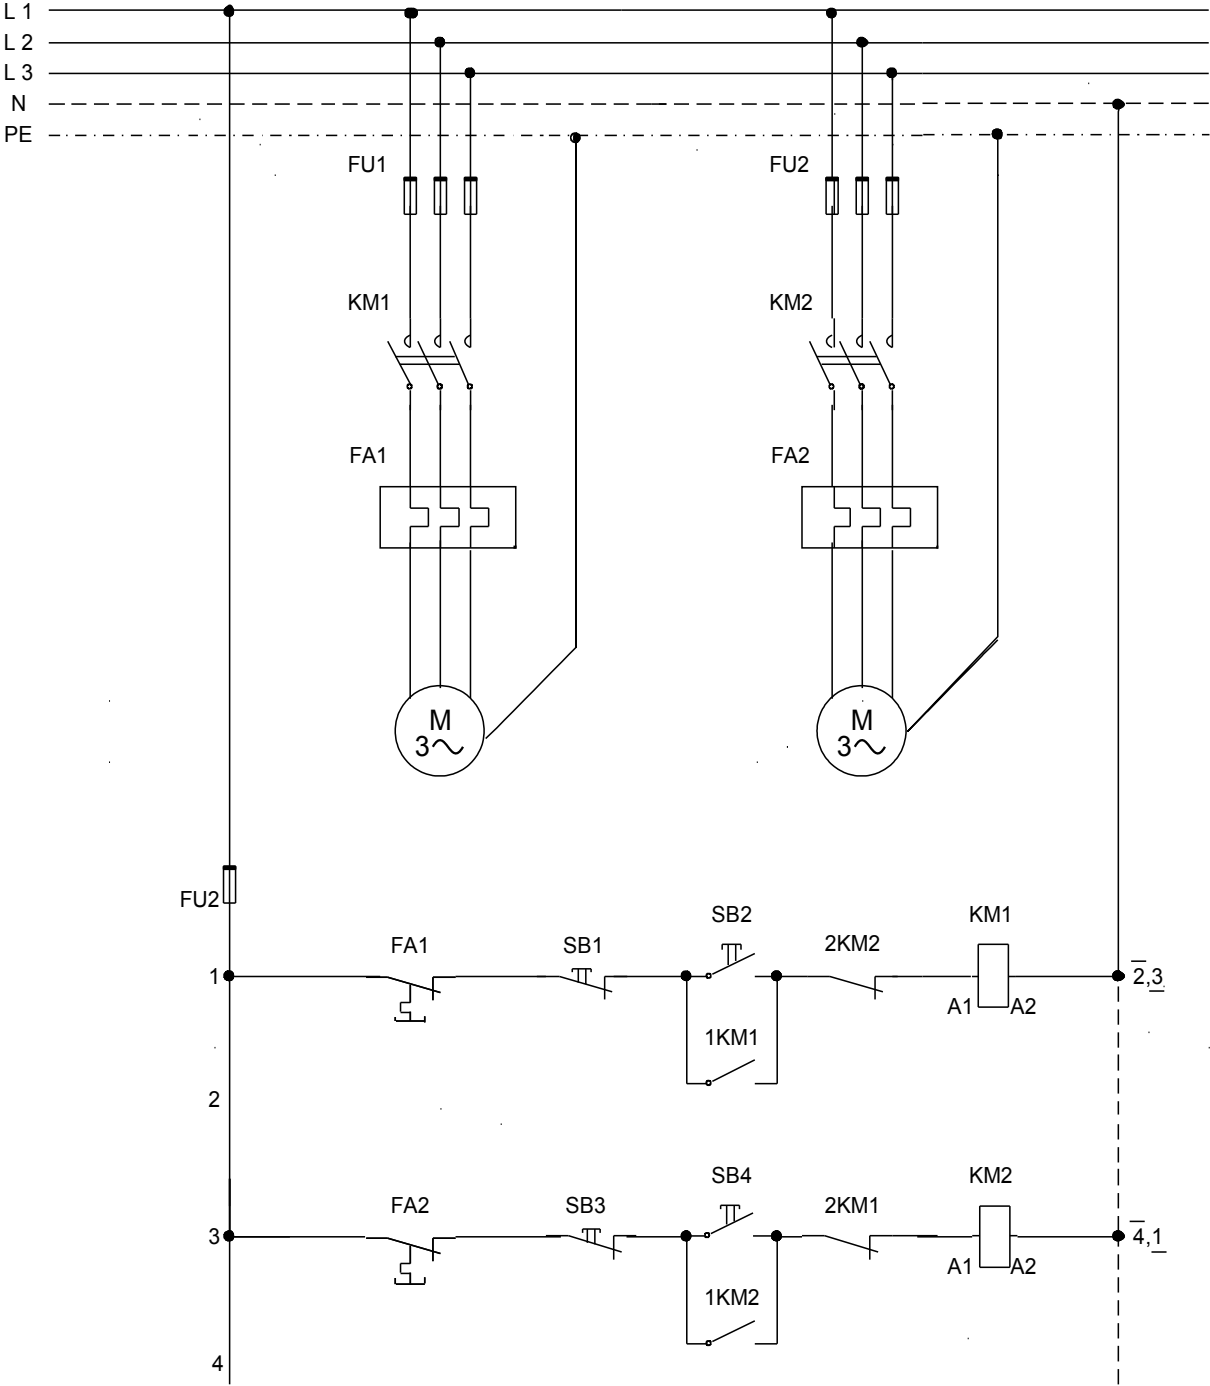 L 1
L 2
L 3
N
PE
FU1 FU2
KM1 KM2
FA1 FA2
M M
3～ 3～
FU2
FA1 SB1 SB2 2KM2 KM1
1 2,3
A1 A2
1KM1
2
FA2 SB3 SB4 2KM1 KM2
3 4,1
A1 A2
1KM2
4